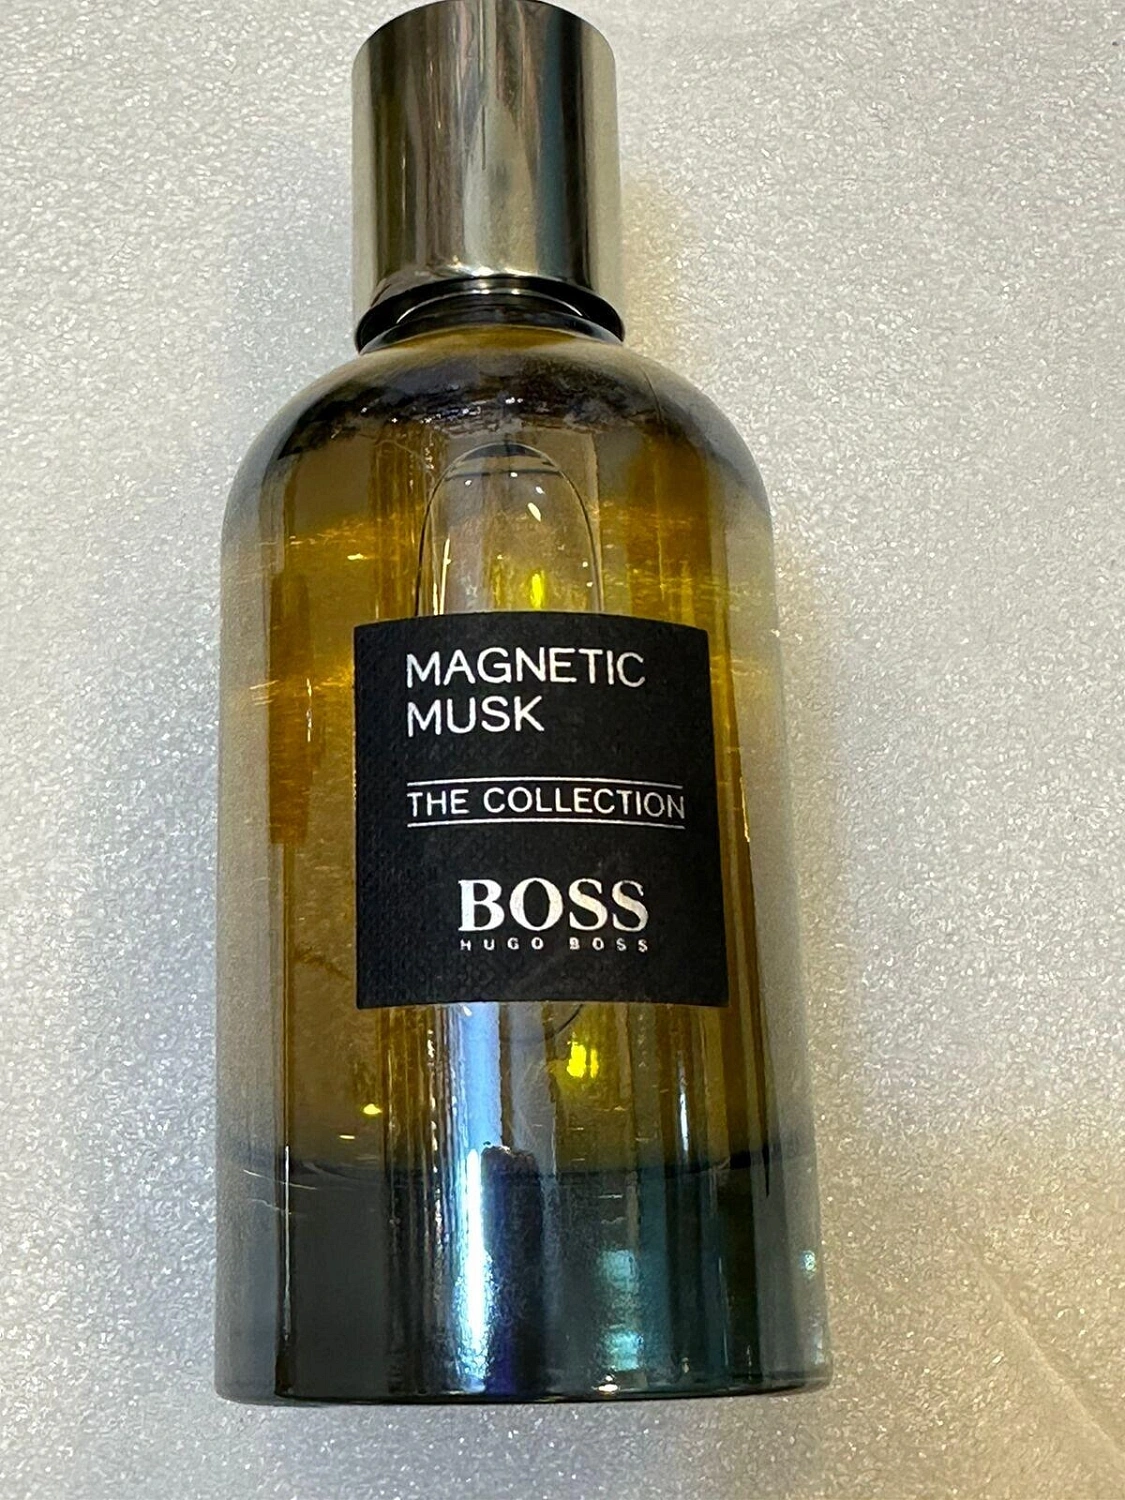 MAGNETIC
MUSK
THE COLLECTION
BOSS
HUGO BOSS